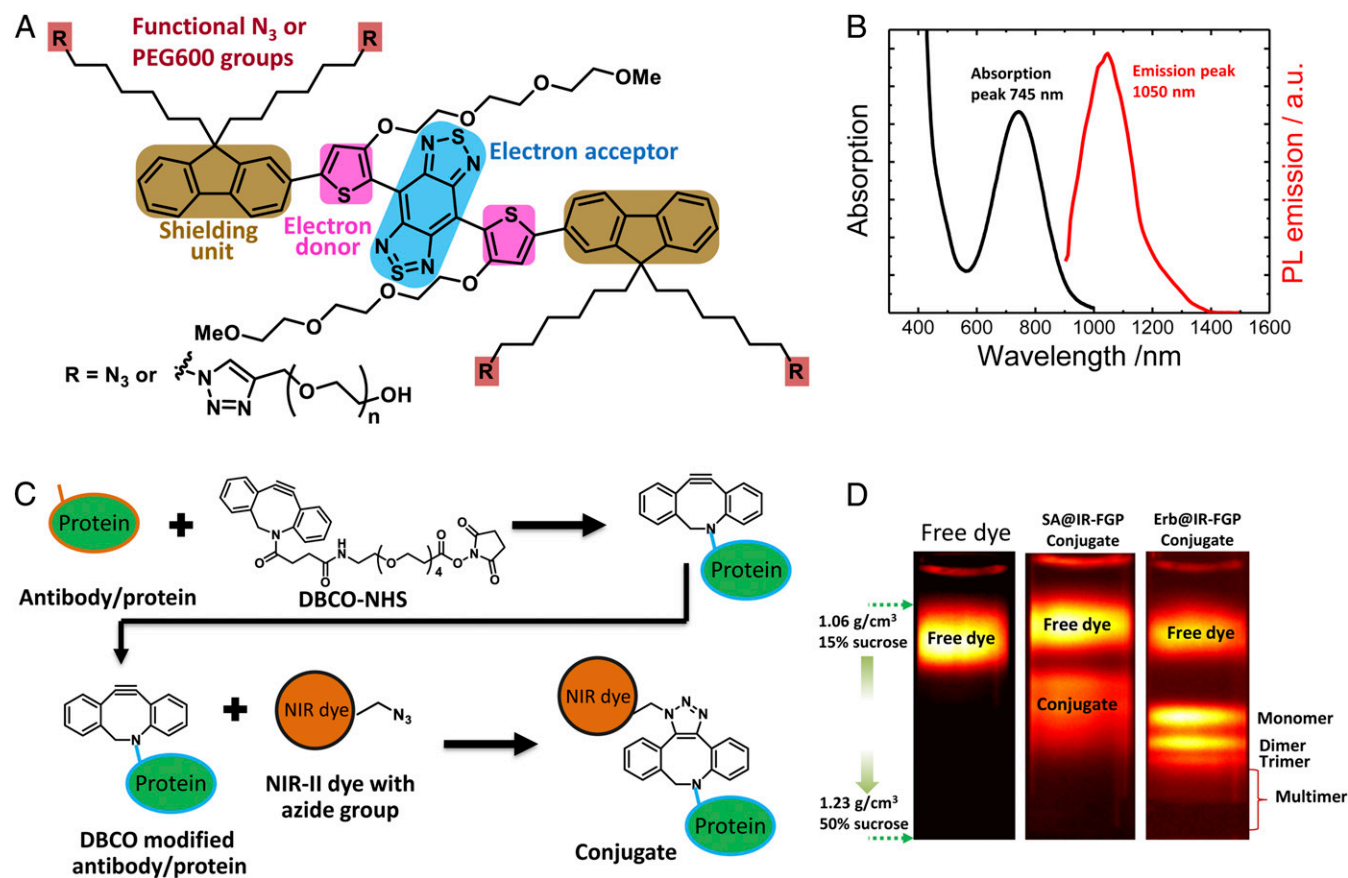 A
R
Functional N3 or
PEG600 groups
R
OMe
O
O
O
O
N
S
N
Electron acceptor
S
Shielding
unit
Electron
donor
N
S
N
S
O
O
O
O
MeO
R
R
R = N3 or
N
N
N
O
n
OH
B
Absorption
PL emission / a.u.
Absorption
peak 745 nm
Emission peak
1050 nm
400 600 800 1000 1200 1400 1600
Wavelength /nm
C
Protein
Antibody/protein
N
O
O
H
N
O
4
O
O
N
O
O
DBCO-NHS
N
Protein
N
Protein
DBCO modified
antibody/protein
NIR dye
N3
NIR-II dye with
azide group
NIR dye
N
N
N
N
Protein
Conjugate
D
Free dye
SA@IR-FGP
Conjugate
Erb@IR-FGP
Conjugate
1.06 g/cm3
15% sucrose
Free dye
Free dye
Free dye
Conjugate
Monomer
Dimer
Trimer
Multimer
1.23 g/cm3
50% sucrose